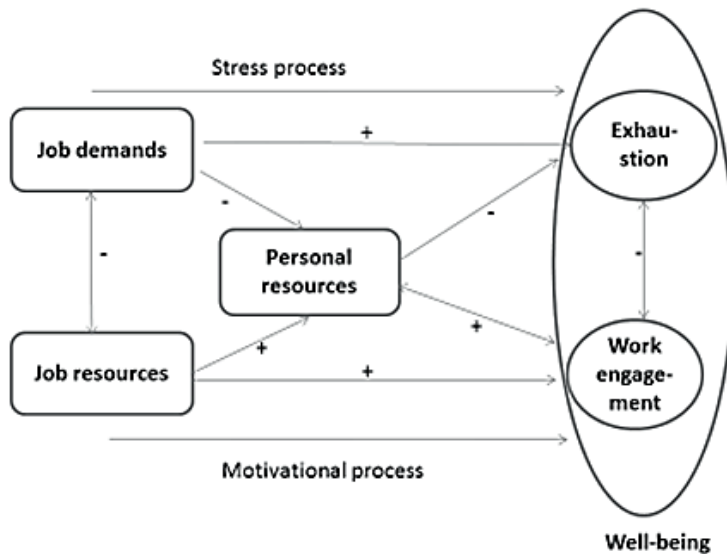 Stress process
Job demands
+
Exhau-
stion
-
-
-
Personal
resources
-
+
Job resources
+
+
Work
engage-
ment
Motivational process
Well-being